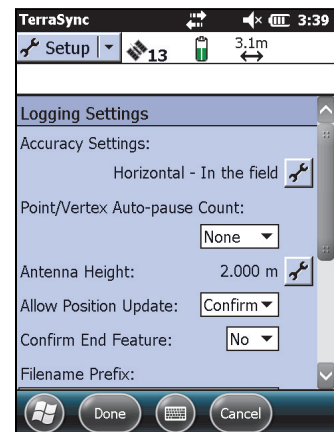 TerraSync 3:39
Setup 13 3.1m
Logging Settings
Accuracy Settings:
Horizontal - In the field
Point/Vertex Auto-pause Count:
None
Antenna Height: 2.000 m
Allow Position Update: Confirm
Confirm End Feature: No
Filename Prefix:
Done Cancel